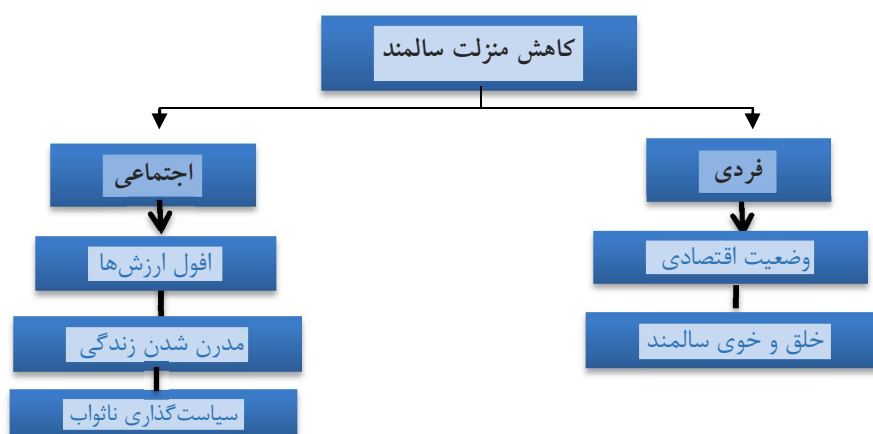 کاهش منزلت سالمند
فردی
اجتماعی
وضعیت اقتصادی
افول ارزش‌ها
خلق و خوی سالمند
مدرن شدن زندگی
سیاست‌گذاری ناثواب